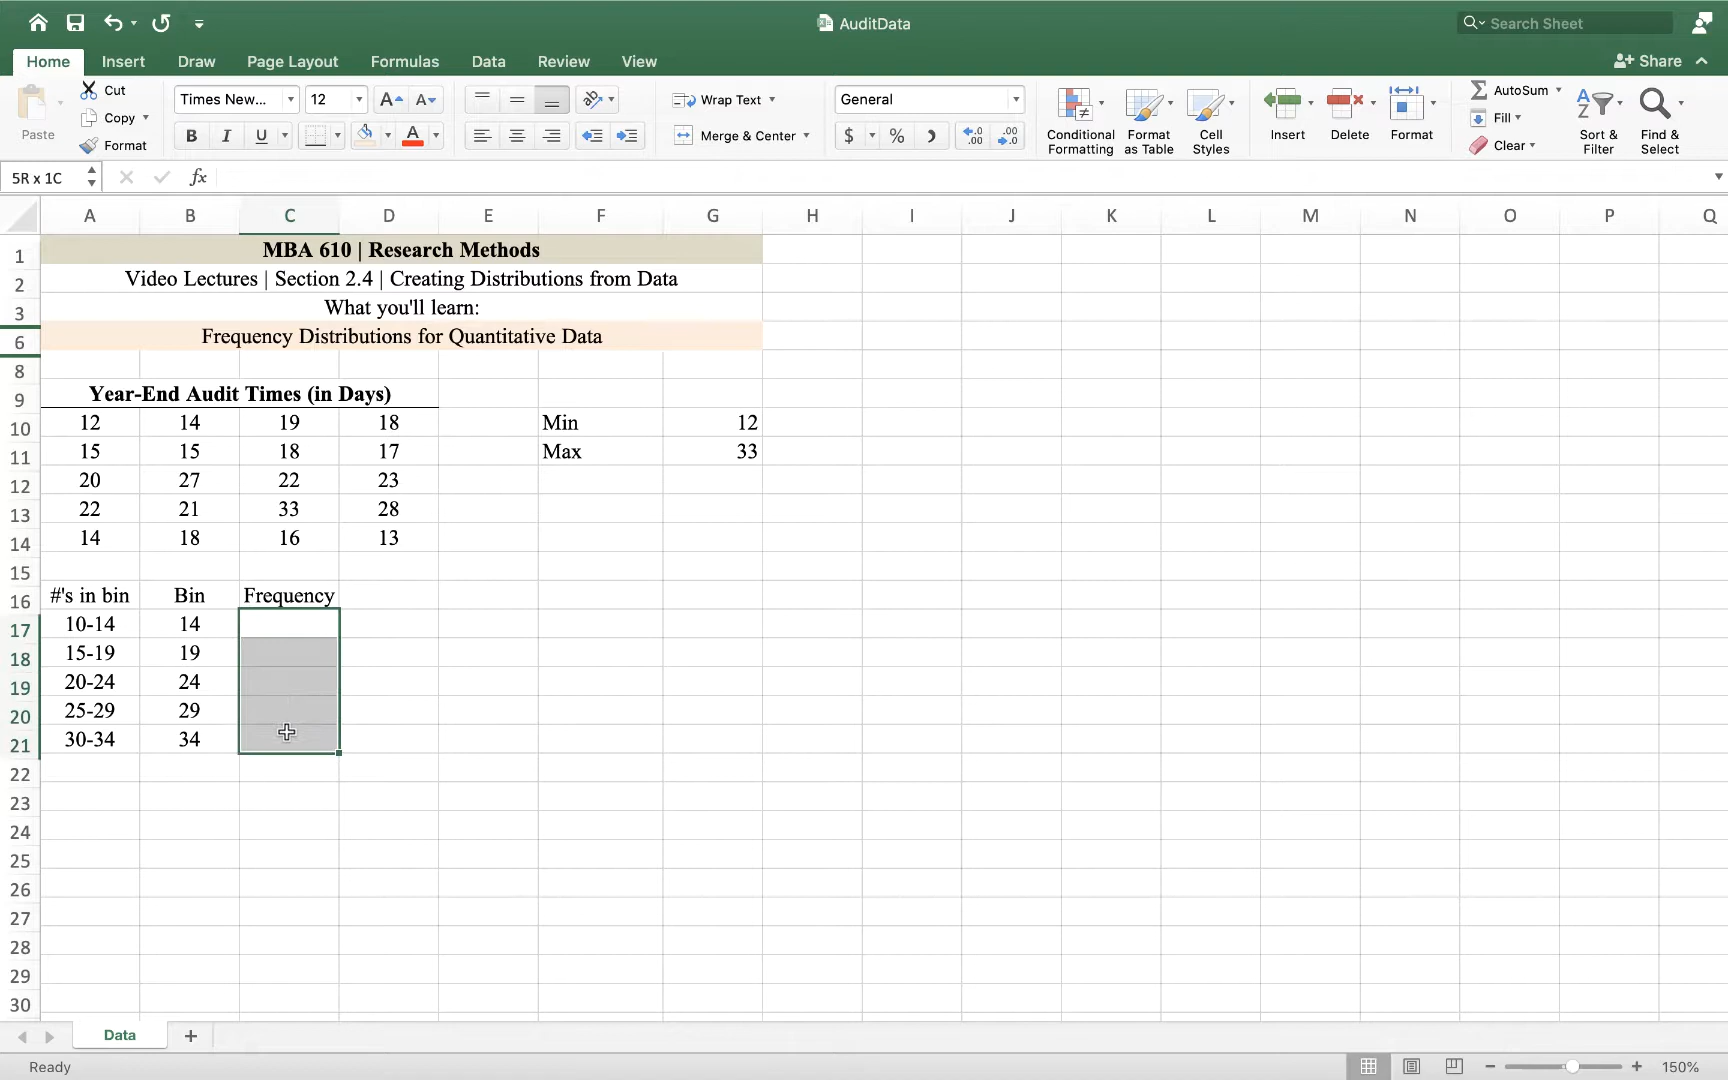 AuditData
Search Sheet
Home Insert Draw Page Layout Formulas Data Review View
Share
Paste
Cut
Copy
Format
Times New... 12 A A
B I U A
Wrap Text
Merge & Center
General
$ % ) .0 .00 .00 .0
Conditional Formatting
Format as Table
Cell Styles
Insert
Delete
Format
AutoSum
Fill
Clear
Sort & Filter
Find & Select
5R x 1C fx
A B C D E F G H I J K L M N O P Q
1 MBA 610 | Research Methods
2 Video Lectures | Section 2.4 | Creating Distributions from Data
3 What you'll learn:
6 Frequency Distributions for Quantitative Data
8
9 Year-End Audit Times (in Days)
10 12 14 19 18 Min 12
11 15 15 18 17 Max 33
12 20 27 22 23
13 22 21 33 28
14 14 18 16 13
15
16 #'s in bin Bin Frequency
17 10-14 14
18 15-19 19
19 20-24 24
20 25-29 29
21 30-34 34
22
23
24
25
26
27
28
29
30
Data
Ready
150%